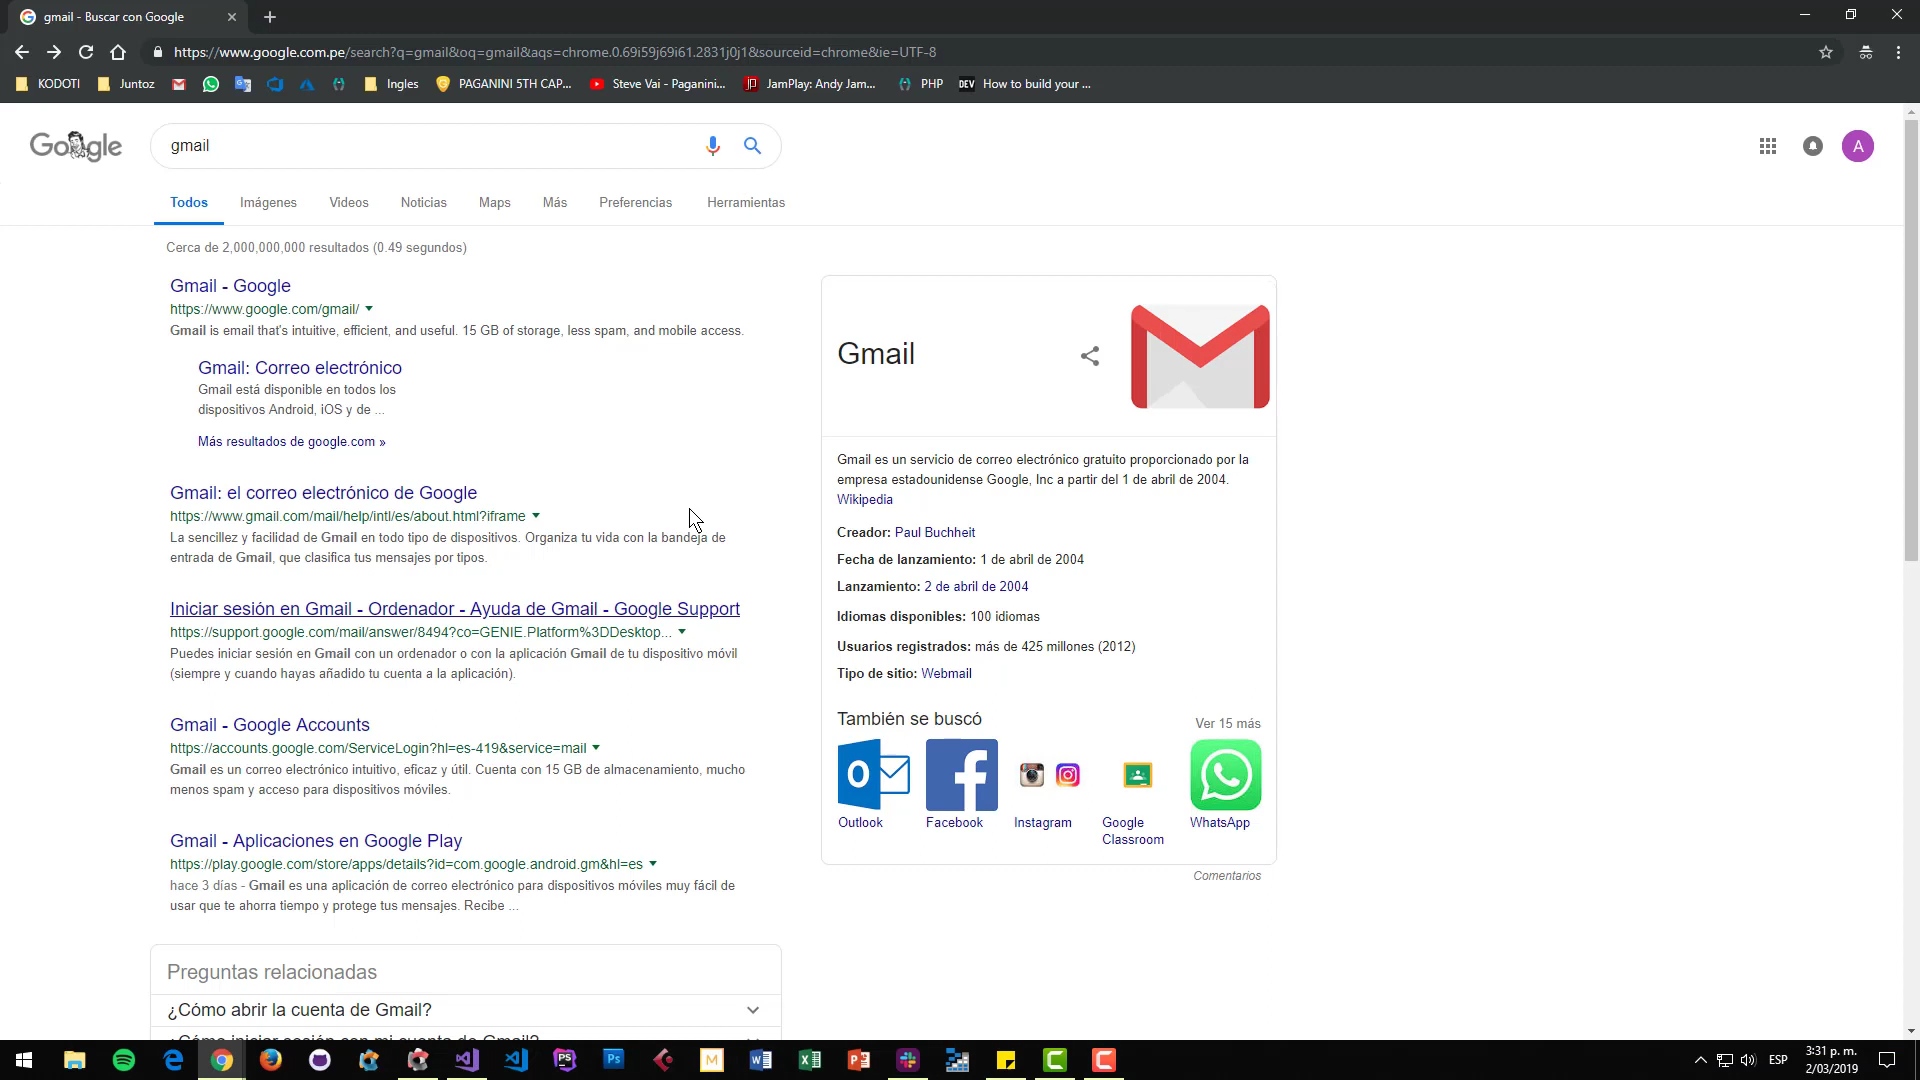 gmail - Buscar con Google
https://www.google.com.pe/search?q=gmail&oq=gmail&aqs=chrome.0.69i59j69i61.2831j0j1&sourceid=chrome&ie=UTF-8
KODOTI Juntoz Ingles PAGANINI 5TH CAP... Steve Vai - Paganini... JamPlay: Andy Jam... PHP DEV How to build your ...
Google gmail A
Todos Imágenes Videos Noticias Maps Más Preferencias Herramientas
Cerca de 2,000,000,000 resultados (0.49 segundos)
Gmail - Google
https://www.google.com/gmail/
Gmail is email that's intuitive, efficient, and useful. 15 GB of storage, less spam, and mobile access.
Gmail: Correo electrónico
Gmail está disponible en todos los
dispositivos Android, iOS y de ...
Más resultados de google.com »
Gmail: el correo electrónico de Google
https://www.gmail.com/mail/help/intl/es/about.html?iframe
La sencillez y facilidad de Gmail en todo tipo de dispositivos. Organiza tu vida con la bandeja de
entrada de Gmail, que clasifica tus mensajes por tipos.
Iniciar sesión en Gmail - Ordenador - Ayuda de Gmail - Google Support
https://support.google.com/mail/answer/8494?co=GENIE.Platform%3DDesktop...
Puedes iniciar sesión en Gmail con un ordenador o con la aplicación Gmail de tu dispositivo móvil
(siempre y cuando hayas añadido tu cuenta a la aplicación).
Gmail - Google Accounts
https://accounts.google.com/ServiceLogin?hl=es-419&service=mail
Gmail es un correo electrónico intuitivo, eficaz y útil. Cuenta con 15 GB de almacenamiento, mucho
menos spam y acceso para dispositivos móviles.
Gmail - Aplicaciones en Google Play
https://play.google.com/store/apps/details?id=com.google.android.gm&hl=es
hace 3 días - Gmail es una aplicación de correo electrónico para dispositivos móviles muy fácil de
usar que te ahorra tiempo y protege tus mensajes. Recibe ...
Preguntas relacionadas
¿Cómo abrir la cuenta de Gmail?
¿Cómo iniciar sesión con mi cuenta de Gmail?
Gmail
Gmail es un servicio de correo electrónico gratuito proporcionado por la
empresa estadounidense Google, Inc a partir del 1 de abril de 2004.
Wikipedia
Creador: Paul Buchheit
Fecha de lanzamiento: 1 de abril de 2004
Lanzamiento: 2 de abril de 2004
Idiomas disponibles: 100 idiomas
Usuarios registrados: más de 425 millones (2012)
Tipo de sitio: Webmail
También se buscó Ver 15 más
Outlook Facebook Instagram Google WhatsApp
Classroom
Comentarios
ESP
3:31 p. m.
2/03/2019